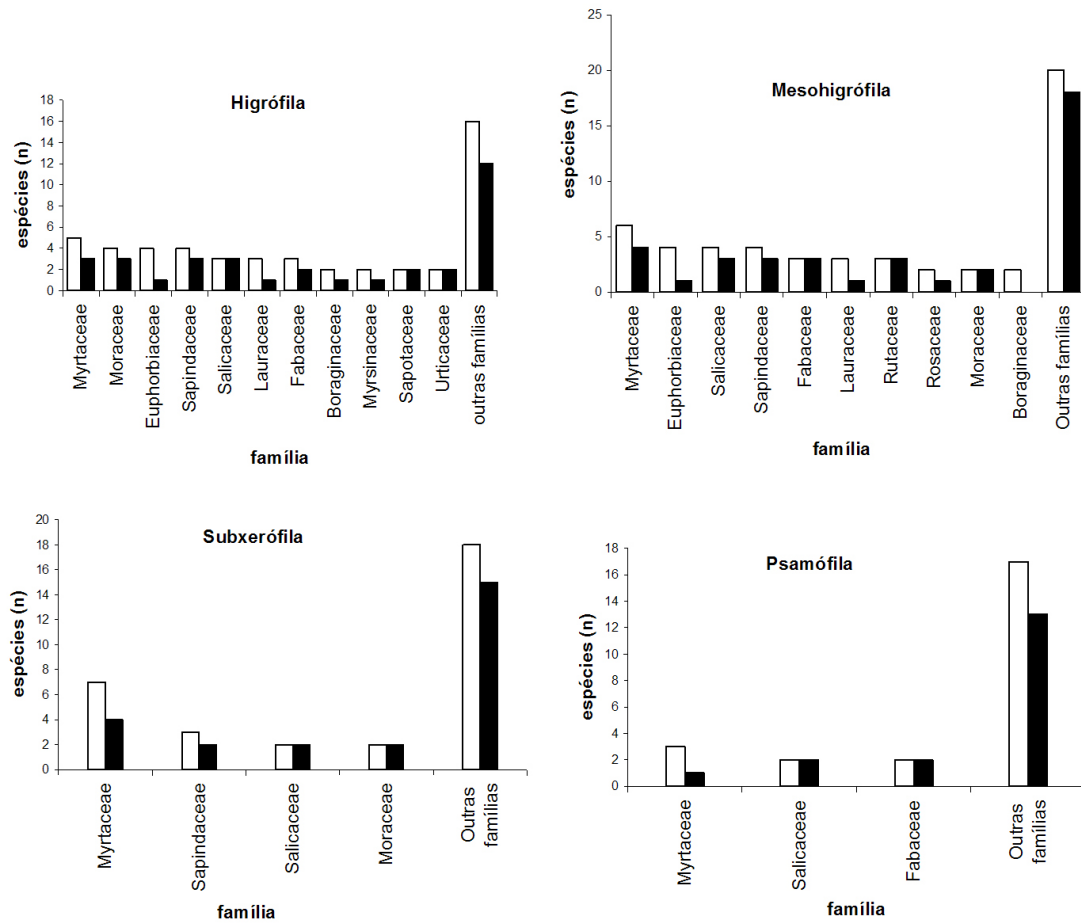 Higrófila
espécies (n)
18
16
14
12
10
8
6
4
2
0
Myrtaceae
Moraceae
Euphorbiaceae
Sapindaceae
Salicaceae
Lauraceae
Fabaceae
Boraginaceae
Myrsinaceae
Sapotaceae
Urticaceae
outras famílias
família
Mesohigrófila
espécies (n)
25
20
15
10
5
0
Myrtaceae
Euphorbiaceae
Salicaceae
Sapindaceae
Fabaceae
Lauraceae
Rutaceae
Rosaceae
Moraceae
Boraginaceae
Outras famílias
família
Subxerófila
espécies (n)
20
18
16
14
12
10
8
6
4
2
0
Myrtaceae
Sapindaceae
Salicaceae
Moraceae
Outras
famílias
família
Psamófila
espécies (n)
18
16
14
12
10
8
6
4
2
0
Myrtaceae
Salicaceae
Fabaceae
Outras
famílias
família